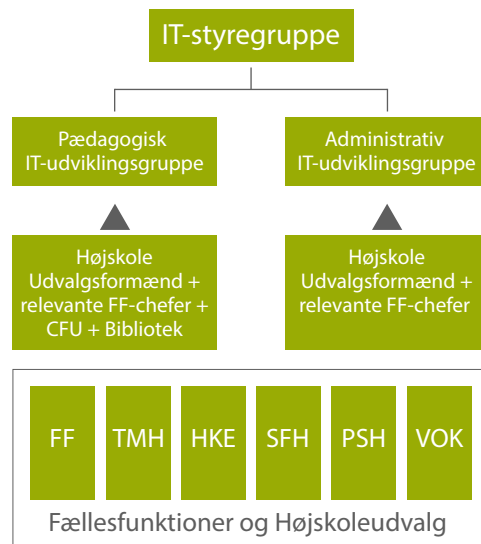 IT-styregruppe
Pædagogisk
IT-udviklingsgruppe
Administrativ
IT-udviklingsgruppe
Højskole
Udvalgsformænd +
relevante FF-chefer +
CFU + Bibliotek
Højskole
Udvalgsformænd +
relevante FF-chefer
FF TMH HKE SFH PSH VOK
Fællesfunktioner og Højskoleudvalg